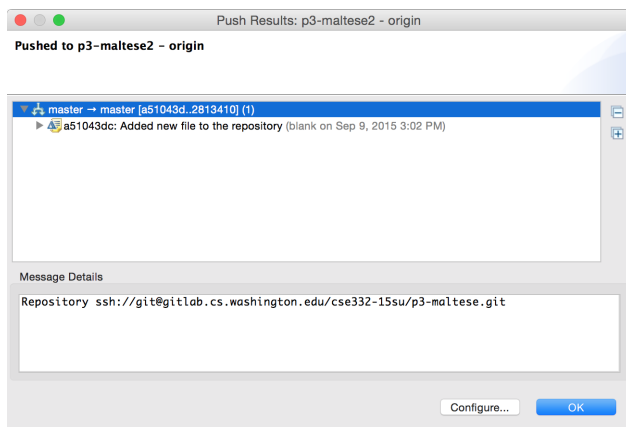 Push Results: p3-maltese2 - origin
Pushed to p3-maltese2 - origin
master → master [a51043d..2813410] (1)
a51043dc: Added new file to the repository (blank on Sep 9, 2015 3:02 PM)
Message Details
Repository ssh://git@gitlab.cs.washington.edu/cse332-15su/p3-maltese.git
Configure...
OK